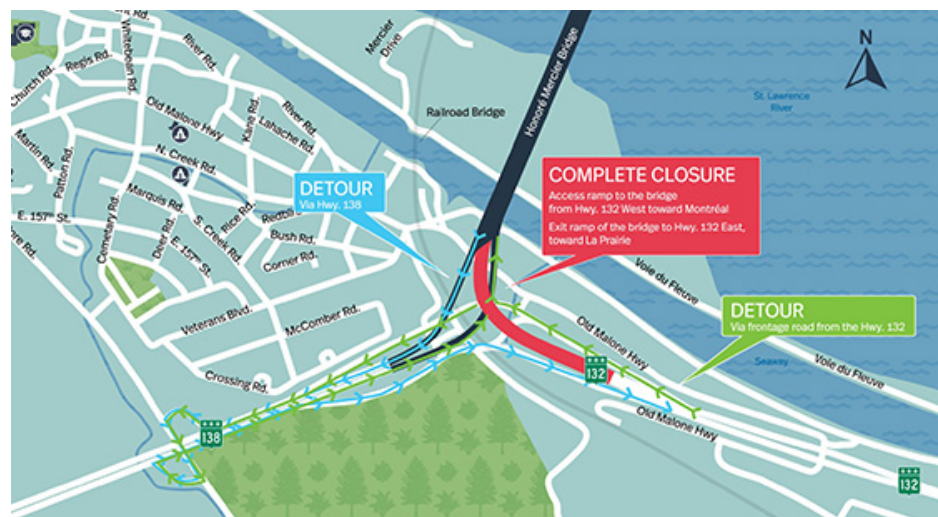 N
St. Lawrence
River
Mercier
Drive
Honoré Mercier Bridge
Railroad Bridge
Church Rd.
Regis Rd.
Whitebean Rd.
River Rd.
Old Malone Hwy
Kane Rd.
Lahache Rd.
River Rd.
Martin Rd.
Patton Rd.
N. Creek Rd.
Marquis Rd.
E. 157th St.
Cemetary Rd.
Deer Rd.
E. 157th St.
S. Creek Rd.
Rice Rd.
Bush Rd.
Corner Rd.
Veterans Blvd.
McComber Rd.
Crossing Rd.
DETOUR
Via Hwy. 138
COMPLETE CLOSURE
Access ramp to the bridge
from Hwy. 132 West toward Montréal
Exit ramp of the bridge to Hwy. 132 East,
toward La Prairie
Voie du Fleuve
DETOUR
Via frontage road from the Hwy. 132
Old Malone Hwy
Seaway
Voie du Fleuve
132
Old Malone Hwy
138
132